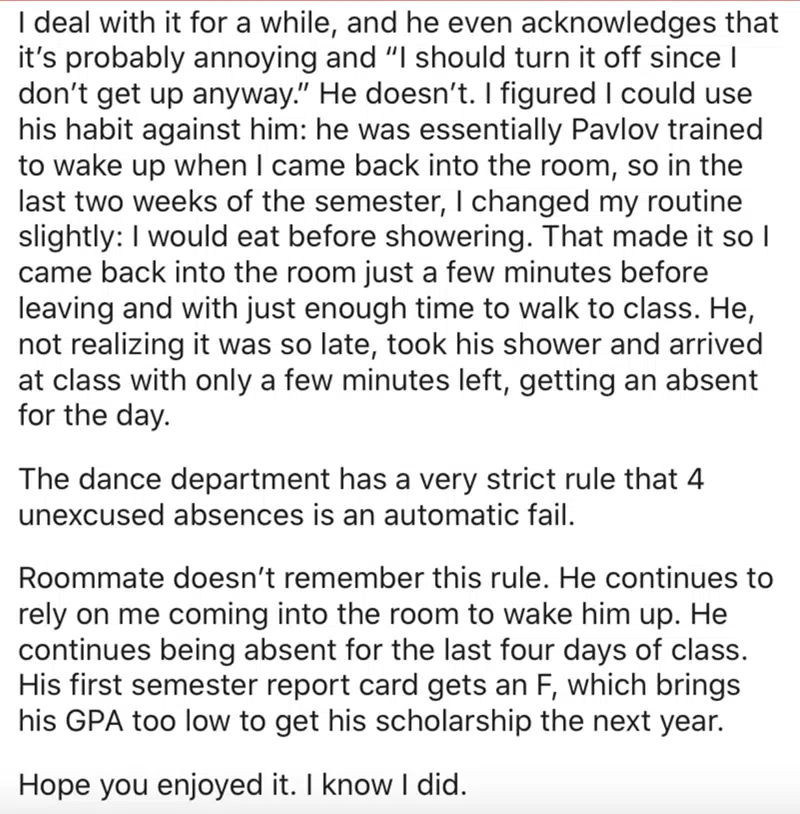 I deal with it for a while, and he even acknowledges that
it’s probably annoying and “I should turn it off since I
don’t get up anyway.” He doesn’t. I figured I could use
his habit against him: he was essentially Pavlov trained
to wake up when I came back into the room, so in the
last two weeks of the semester, I changed my routine
slightly: I would eat before showering. That made it so I
came back into the room just a few minutes before
leaving and with just enough time to walk to class. He,
not realizing it was so late, took his shower and arrived
at class with only a few minutes left, getting an absent
for the day.
The dance department has a very strict rule that 4
unexcused absences is an automatic fail.
Roommate doesn’t remember this rule. He continues to
rely on me coming into the room to wake him up. He
continues being absent for the last four days of class.
His first semester report card gets an F, which brings
his GPA too low to get his scholarship the next year.
Hope you enjoyed it. I know I did.